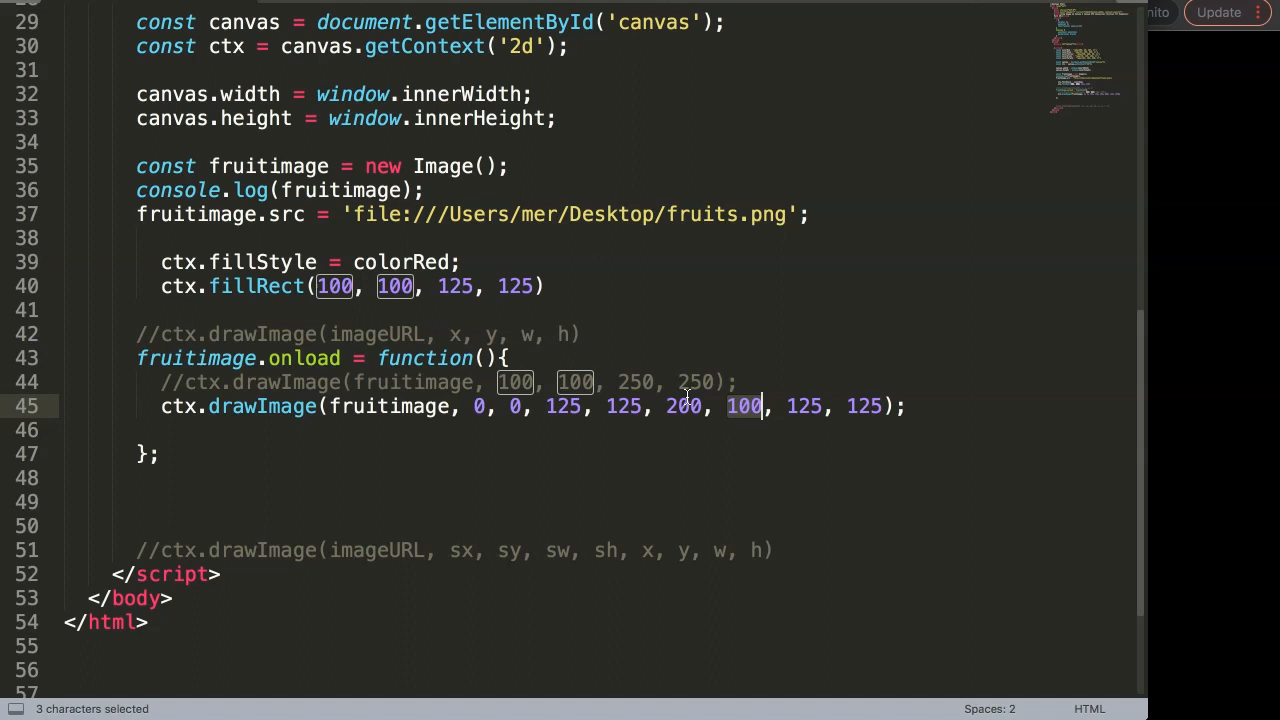 nito
Update
29 const canvas = document.getElementById('canvas');
30 const ctx = canvas.getContext('2d');
31
32 canvas.width = window.innerWidth;
33 canvas.height = window.innerHeight;
34
35 const fruitimage = new Image();
36 console.log(fruitimage);
37 fruitimage.src = 'file:///Users/mer/Desktop/fruits.png';
38
39 ctx.fillStyle = colorRed;
40 ctx.fillRect(100, 100, 125, 125)
41
42 //ctx.drawImage(imageURL, x, y, w, h)
43 fruitimage.onload = function(){
44 //ctx.drawImage(fruitimage, 100, 100, 250, 250);
45 ctx.drawImage(fruitimage, 0, 0, 125, 125, 200, 100, 125, 125);
46
47 };
48
49
50
51 //ctx.drawImage(imageURL, sx, sy, sw, sh, x, y, w, h)
52 </script>
53 </body>
54 </html>
55
56
57
3 characters selected
Spaces: 2
HTML